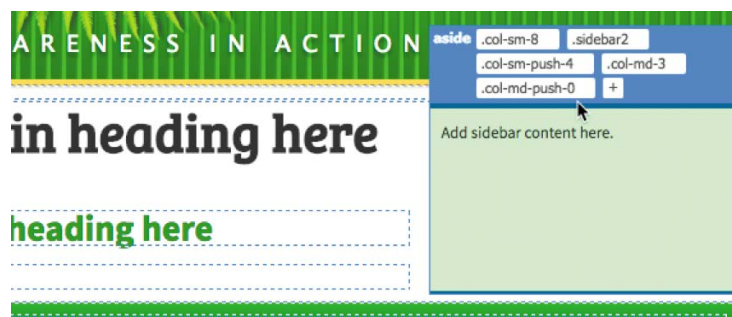 ARENESS IN ACTION
aside .col-sm-8 .sidebar2
.col-sm-push-4 .col-md-3
.col-md-push-0 +
in heading here
Add sidebar content here.
heading here